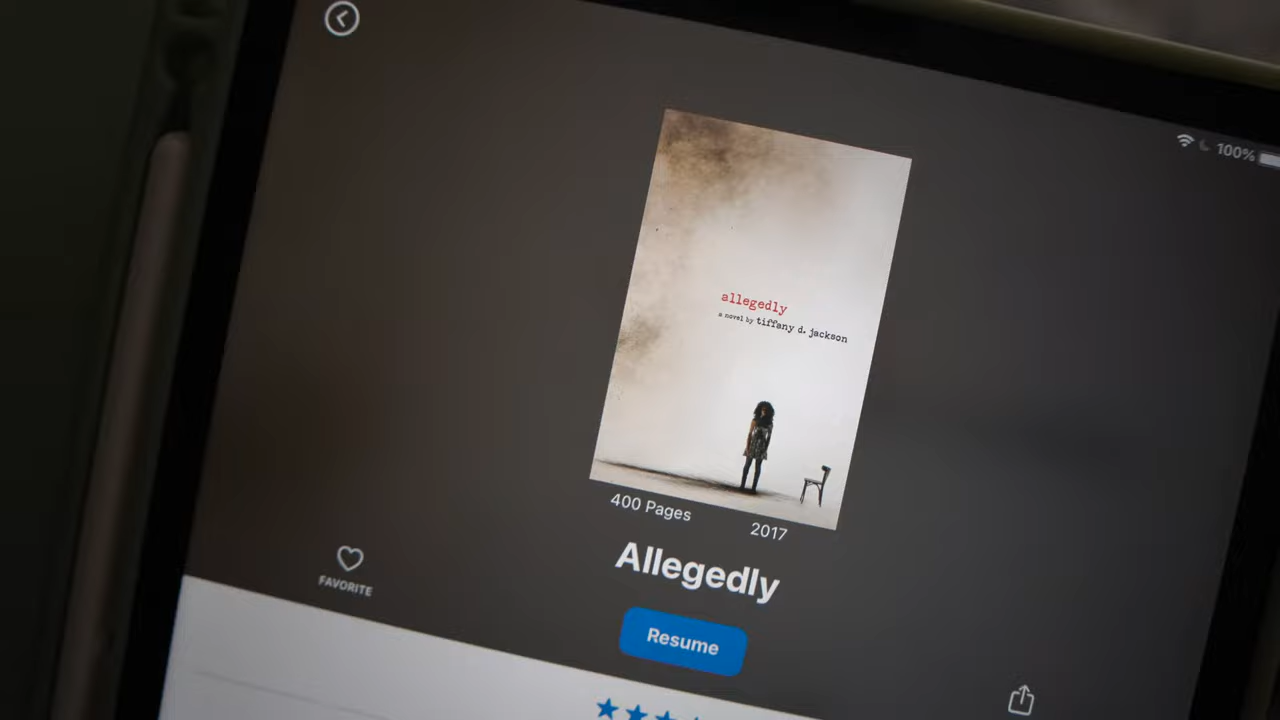 100%
allegedly
a novel by tiffany d. jackson
400 Pages
2017
Allegedly
FAVORITE
Resume